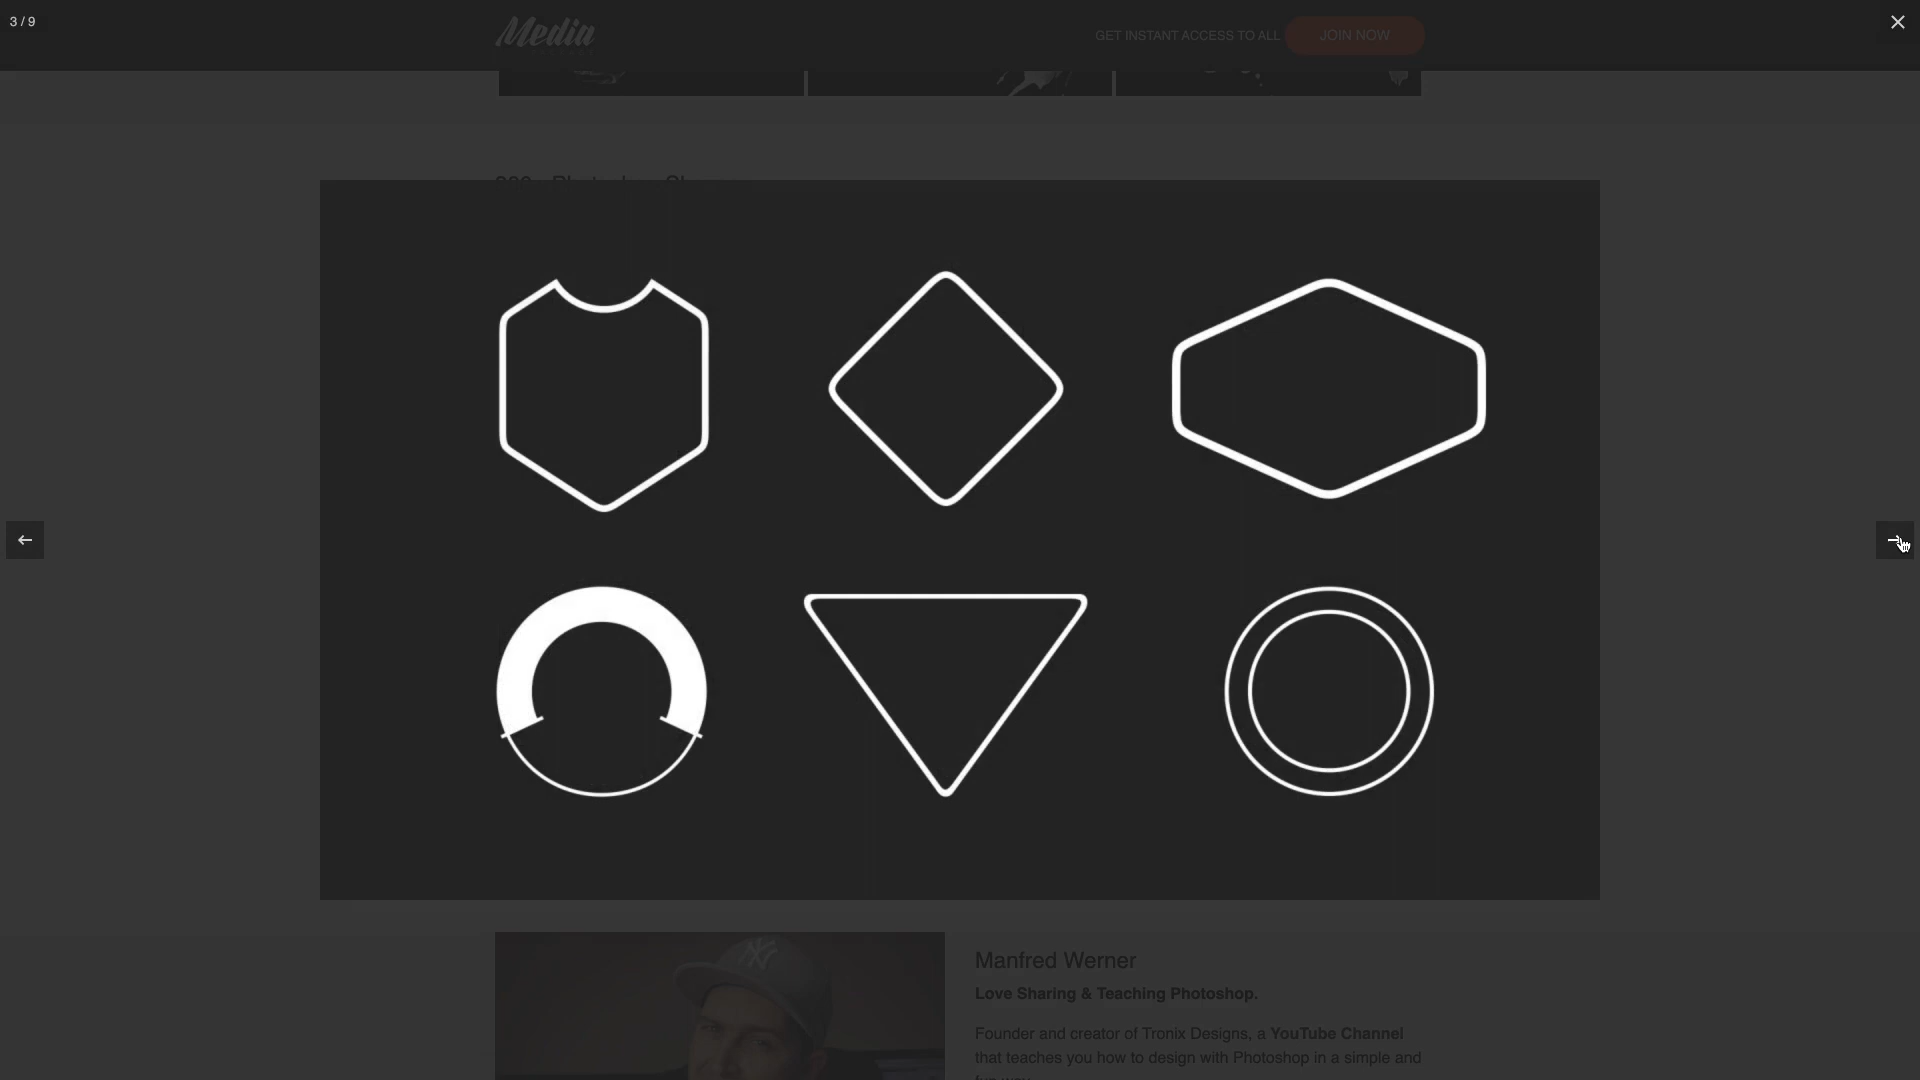 3 / 9
Media
GET INSTANT ACCESS TO ALL
JOIN NOW
NY
Manfred Werner
Love Sharing & Teaching Photoshop.
Founder and creator of Tronix Designs, a YouTube Channel
that teaches you how to design with Photoshop in a simple and